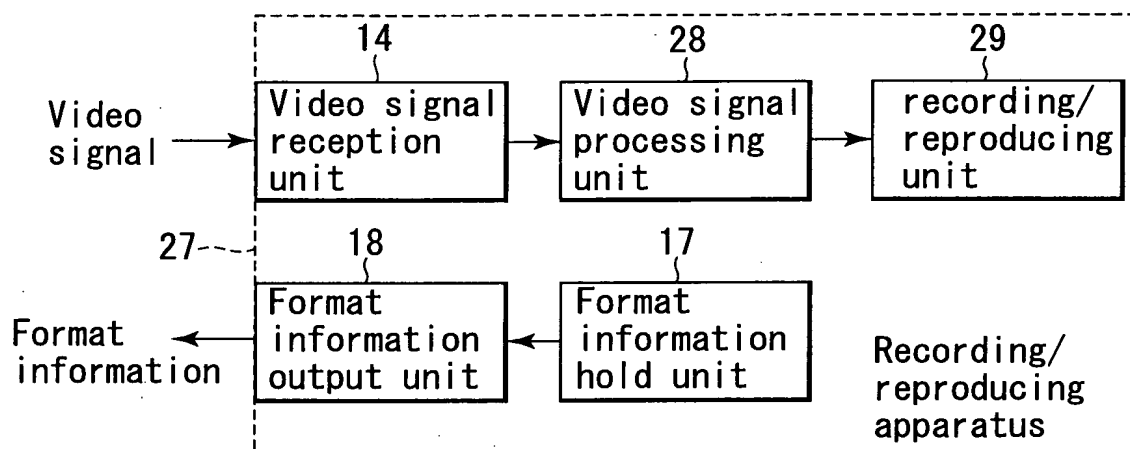 14
28
29
Video
signal
Video signal
reception
unit
Video signal
processing
unit
recording/
reproducing
unit
27
18
17
Format
information
Format
information
output unit
Format
information
hold unit
Recording/
reproducing
apparatus